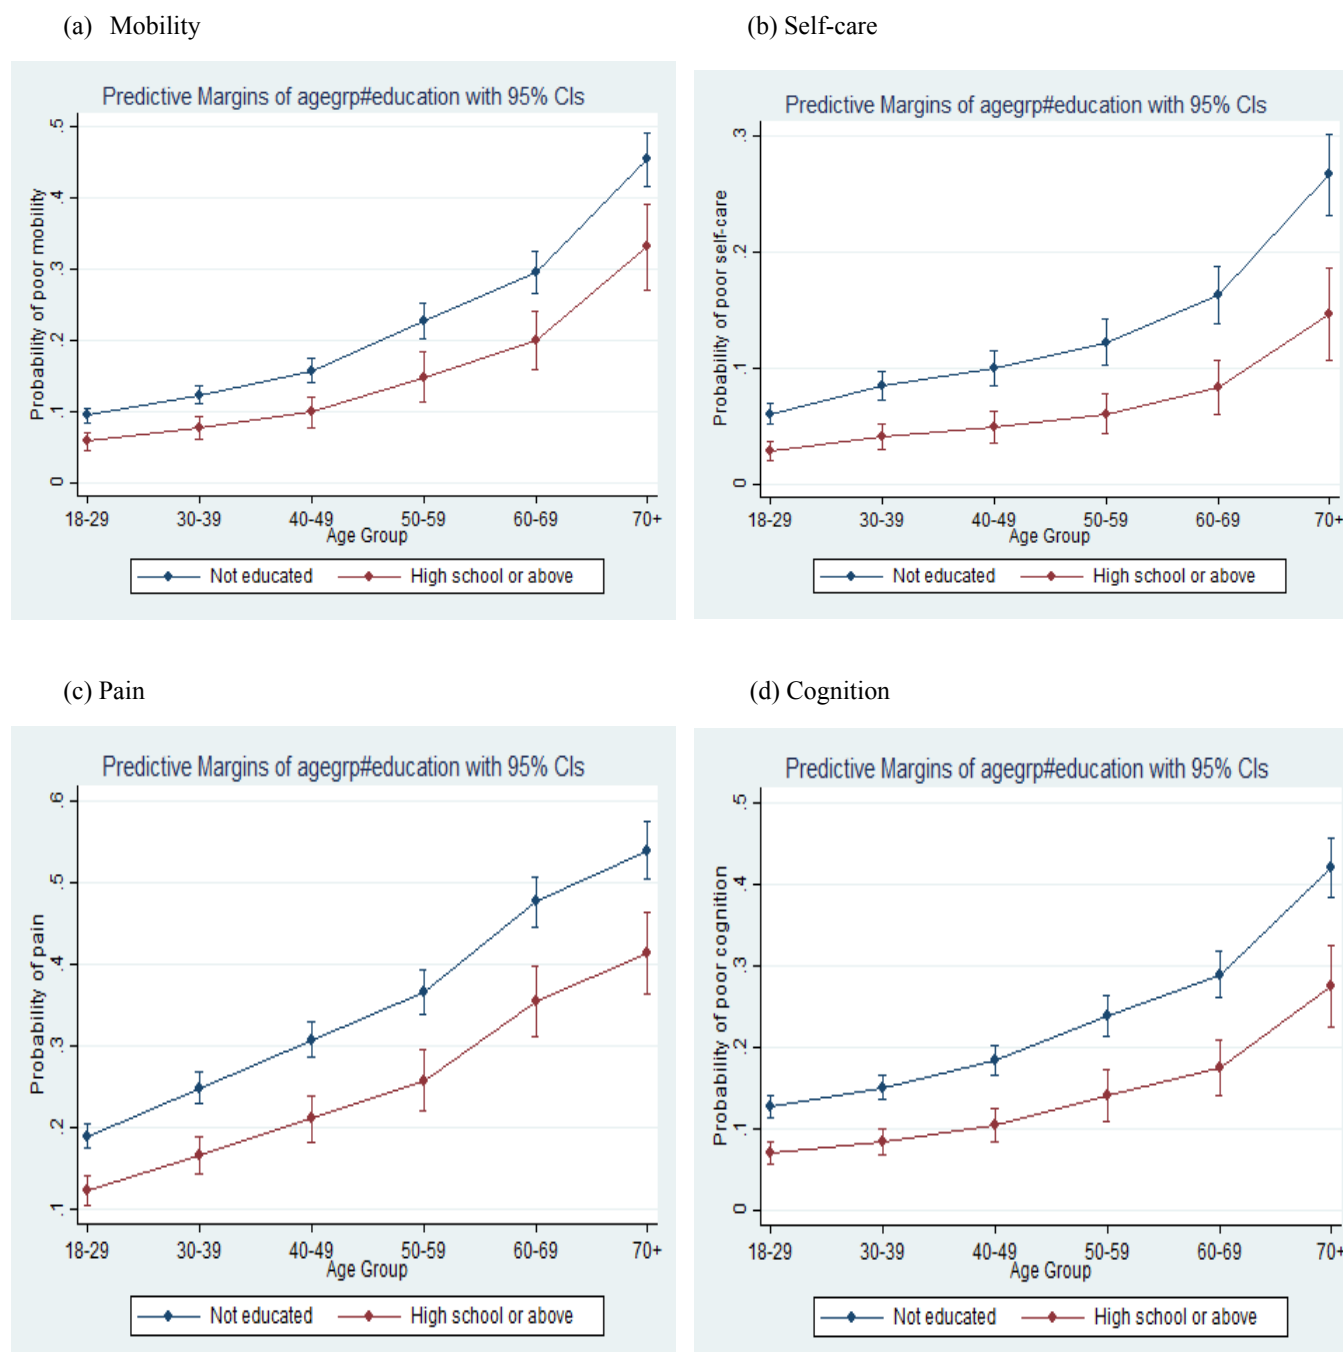 (a) Mobility
Predictive Margins of agegrp#education with 95% CIs
Probability of poor mobility
.5
.4
.3
.2
.1
0
18-29 30-39 40-49 50-59 60-69 70+
Age Group
Not educated High school or above
(b) Self-care
Predictive Margins of agegrp#education with 95% CIs
Probability of poor self-care
.3
.2
.1
0
18-29 30-39 40-49 50-59 60-69 70+
Age Group
Not educated High school or above
(c) Pain
Predictive Margins of agegrp#education with 95% CIs
Probability of pain
.6
.5
.4
.3
.2
.1
18-29 30-39 40-49 50-59 60-69 70+
Age Group
Not educated High school or above
(d) Cognition
Predictive Margins of agegrp#education with 95% CIs
Probability of poor cognition
.5
.4
.3
.2
.1
0
18-29 30-39 40-49 50-59 60-69 70+
Age Group
Not educated High school or above